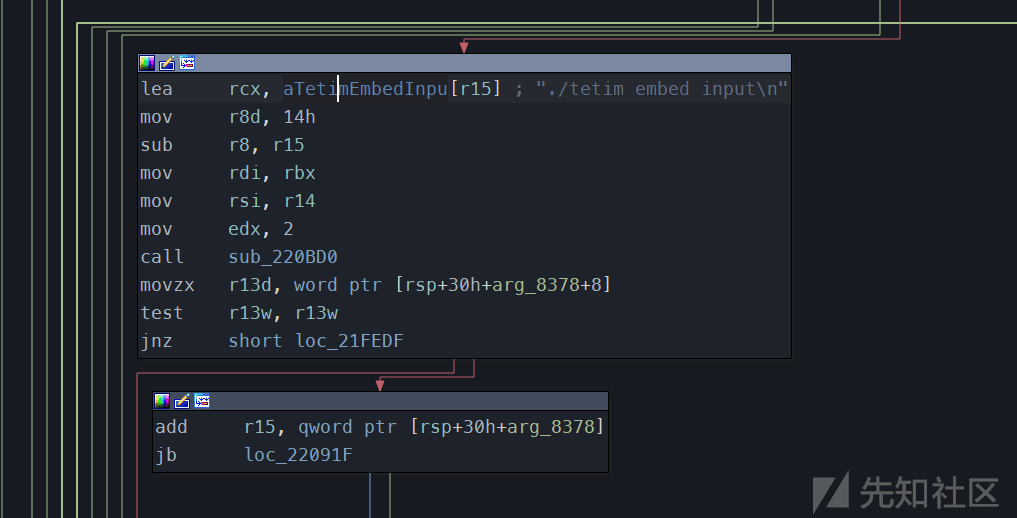 lea rcx, aTetimEmbedInpu[r15] ; "./tetim embed input\n"
mov r8d, 14h
sub r8, r15
mov rdi, rbx
mov rsi, r14
mov edx, 2
call sub_220BD0
movzx r13d, word ptr [rsp+30h+arg_8378+8]
test r13w, r13w
jnz short loc_21FEDF
add r15, qword ptr [rsp+30h+arg_8378]
jb loc_22091F
先知社区